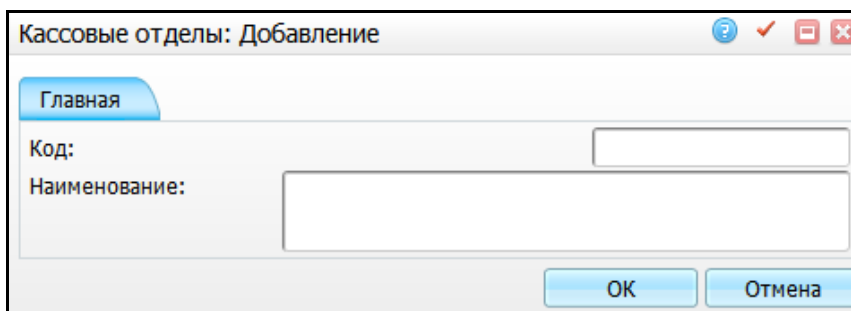 Кассовые отделы: Добавление
Главная
Код:
Наименование:
ОК Отмена